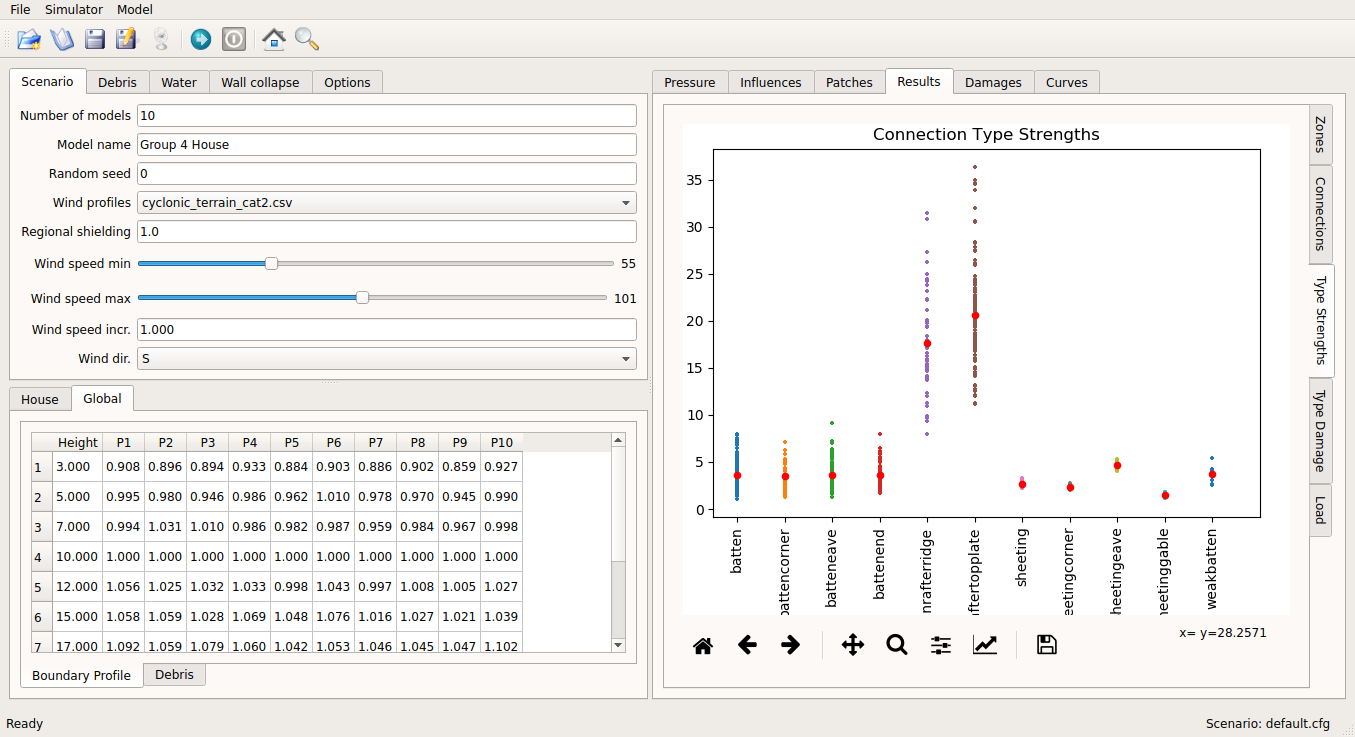 File Simulator Model
Scenario Debris Water Wall collapse Options
Number of models 10
Model name Group 4 House
Random seed 0
Wind profiles cyclonic_terrain_cat2.csv
Regional shielding 1.0
Wind speed min 55
Wind speed max 101
Wind speed incr. 1.000
Wind dir. S
House Global
Height P1 P2 P3 P4 P5 P6 P7 P8 P9 P10
1 3.000 0.908 0.896 0.894 0.933 0.884 0.903 0.886 0.902 0.859 0.927
2 5.000 0.995 0.980 0.946 0.986 0.962 1.010 0.978 0.970 0.945 0.990
3 7.000 0.994 1.031 1.010 0.986 0.982 0.987 0.959 0.984 0.967 0.998
4 10.000 1.000 1.000 1.000 1.000 1.000 1.000 1.000 1.000 1.000 1.000
5 12.000 1.056 1.025 1.032 1.033 0.998 1.043 0.997 1.008 1.005 1.027
6 15.000 1.058 1.059 1.028 1.069 1.048 1.076 1.016 1.027 1.021 1.039
7 17.000 1.092 1.059 1.079 1.060 1.042 1.053 1.046 1.045 1.047 1.102
Boundary Profile Debris
Pressure Influences Patches Results Damages Curves
Connection Type Strengths
35
30
25
20
15
10
5
0
batten
battencorner
batteneave
battenend
nrafterridge
ftertopplate
sheeting
eetingcorner
heetingeave
eetinggable
weakbatten
x= y=28.2571
Zones
Connections
Type Strengths
Type Damage
Load
Ready
Scenario: default.cfg